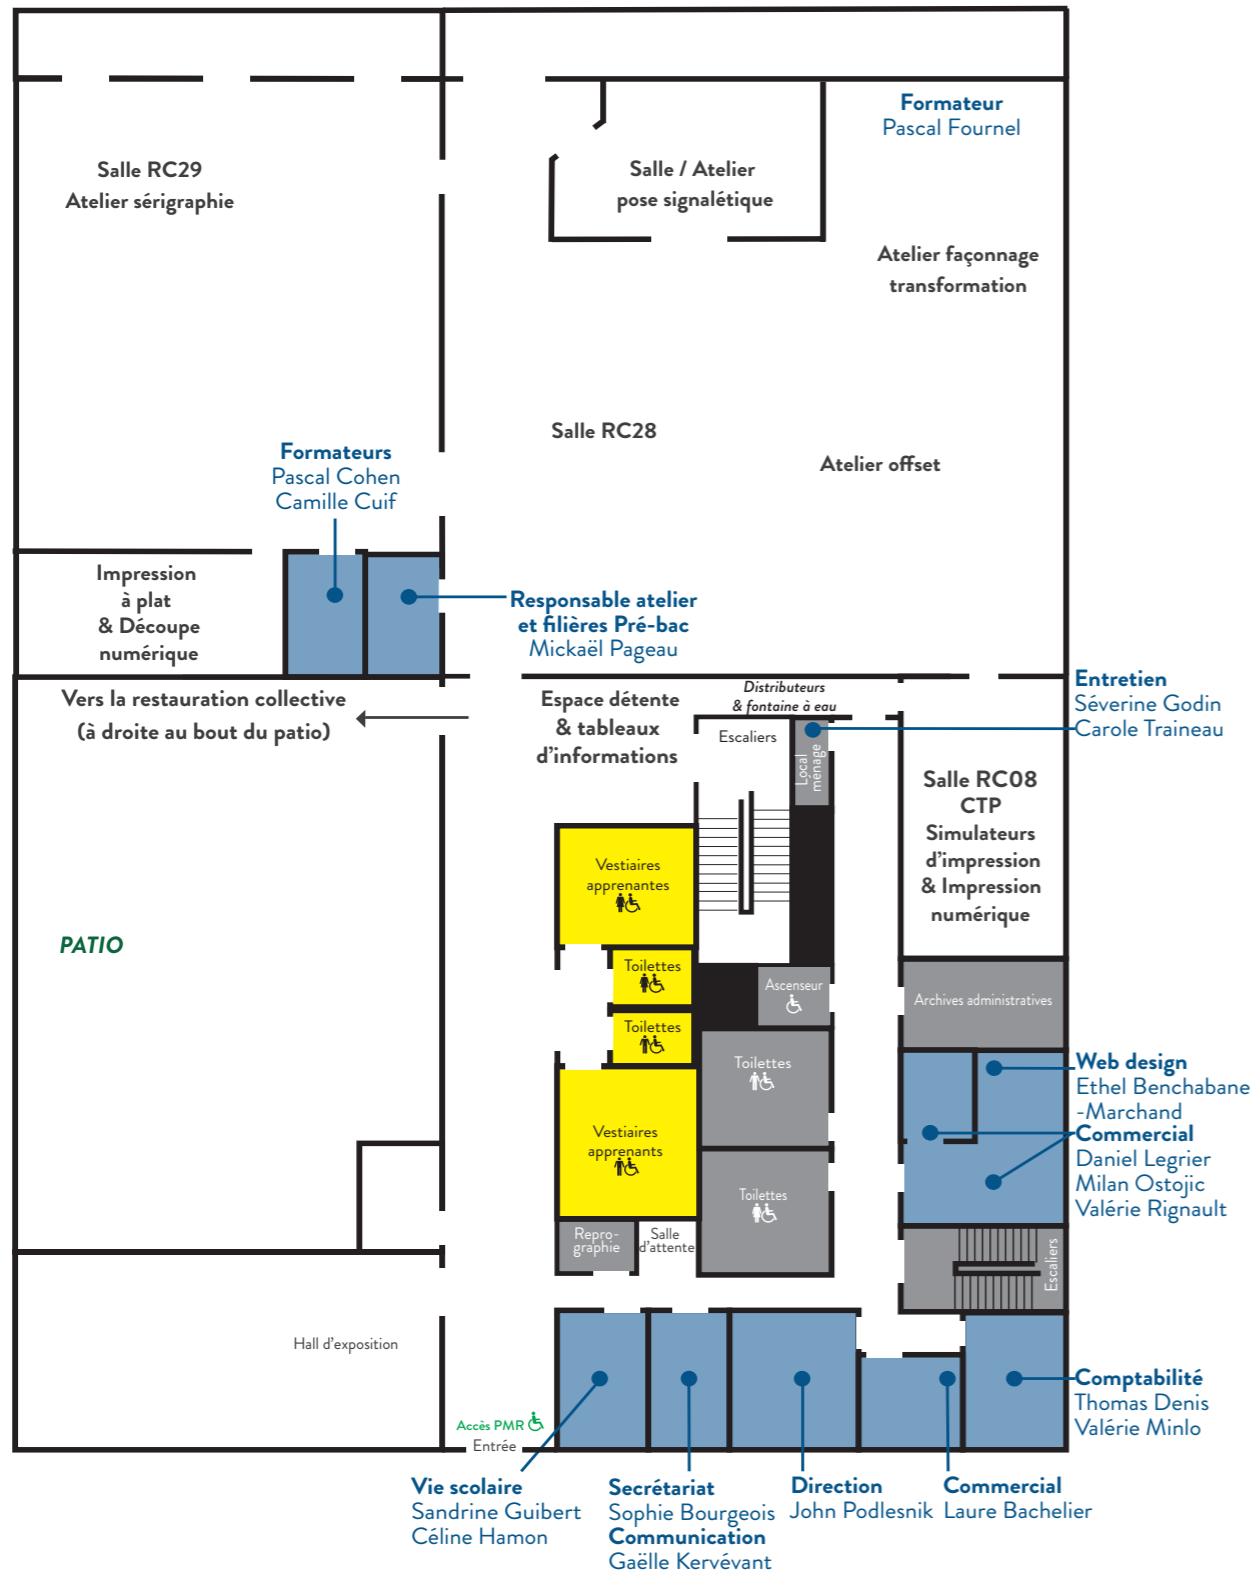 Formateur
Pascal Fournel
Salle RC29
Atelier sérigraphie
Salle / Atelier
pose signalétique
Atelier façonnage
transformation
Salle RC28
Atelier offset
Formateurs
Pascal Cohen
Camille Cuif
Impression
à plat
& Découpe
numérique
Responsable atelier
et filières Pré-bac
Mickaël Pageau
Vers la restauration collective
(à droite au bout du patio)
Espace détente
& tableaux
d'informations
Distributeurs
& fontaine à eau
Escaliers
Local
ménage
Entretien
Séverine Godin
Carole Traineau
Salle RC08
CTP
Simulateurs
d'impression
& Impression
numérique
Vestiaires
apprenantes
PATIO
Toilettes
Ascenseur
Archives administratives
Toilettes
Toilettes
Web design
Ethel Benchabane
-Marchand
Commercial
Daniel Legrier
Milan Ostojic
Valérie Rignault
Vestiaires
apprenants
Toilettes
Repro-
graphie
Salle
d'attente
Escaliers
Hall d'exposition
Accès PMR
Entrée
Comptabilité
Thomas Denis
Valérie Minlo
Vie scolaire
Sandrine Guibert
Céline Hamon
Secrétariat
Sophie Bourgeois
Communication
Gaëlle Kervévant
Direction
John Podlesnik
Commercial
Laure Bachelier